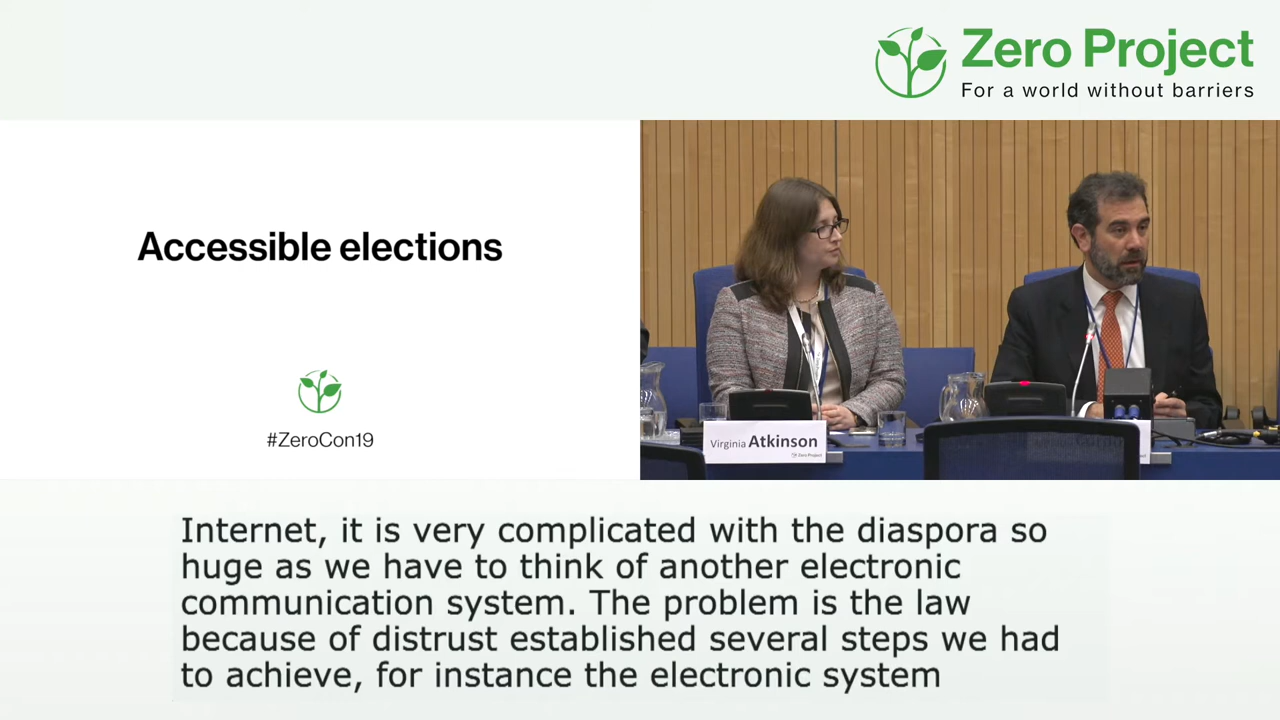 Zero Project
For a world without barriers
Accessible elections
#ZeroCon19
Virginia Atkinson
Zero Project
Internet, it is very complicated with the diaspora so
huge as we have to think of another electronic
communication system. The problem is the law
because of distrust established several steps we had
to achieve, for instance the electronic system